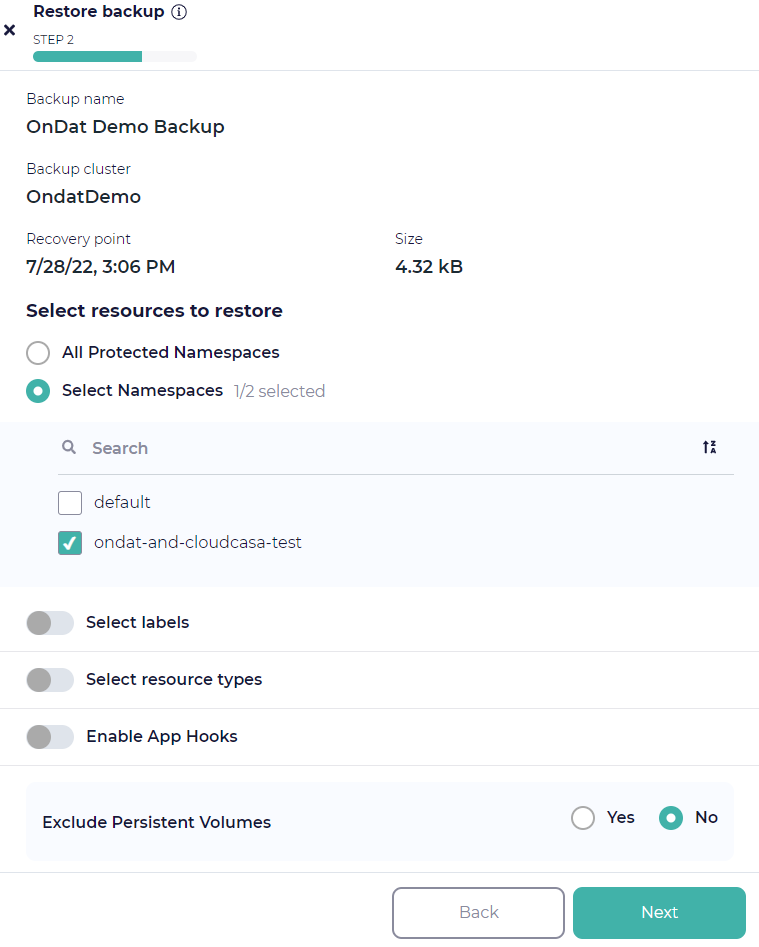 Restore backup
STEP 2
Backup name
OnDat Demo Backup
Backup cluster
OndatDemo
Recovery point Size
7/28/22, 3:06 PM 4.32 kB
Select resources to restore
All Protected Namespaces
Select Namespaces 1/2 selected
Search
default
ondat-and-cloudcasa-test
Select labels
Select resource types
Enable App Hooks
Exclude Persistent Volumes Yes No
Back Next